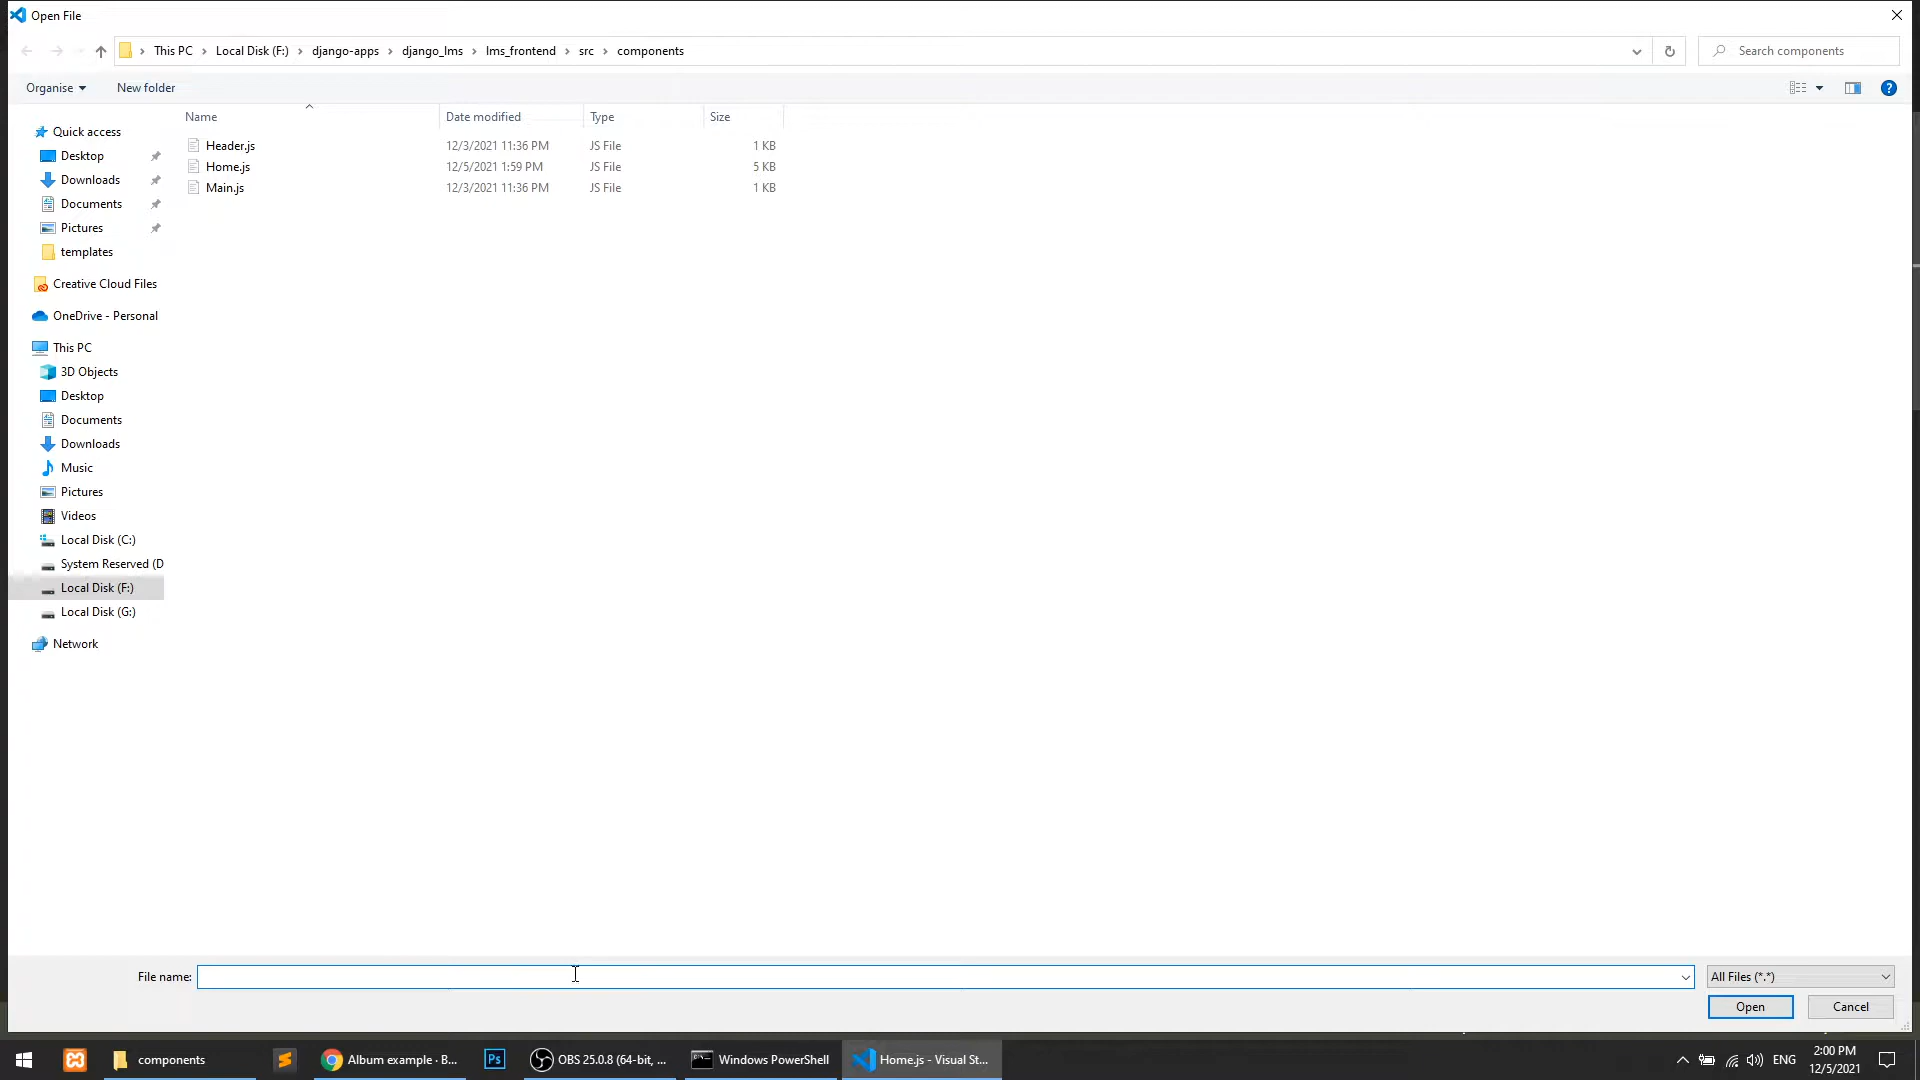 Open File
This PC > Local Disk (F:) > django-apps > django_lms > lms_frontend > src > components
Search components
Organise
New folder
Name Date modified Type Size
Header.js 12/3/2021 11:36 PM JS File 1 KB
Home.js 12/5/2021 1:59 PM JS File 5 KB
Main.js 12/3/2021 11:36 PM JS File 1 KB
Quick access
Desktop
Downloads
Documents
Pictures
templates
Creative Cloud Files
OneDrive - Personal
This PC
3D Objects
Desktop
Documents
Downloads
Music
Pictures
Videos
Local Disk (C:)
System Reserved (D
Local Disk (F:)
Local Disk (G:)
Network
File name:
All Files (*.*)
Open
Cancel
components
Album example · B...
Ps
OBS 25.0.8 (64-bit, ...
Windows PowerShell
Home.js - Visual St...
ENG
2:00 PM
12/5/2021